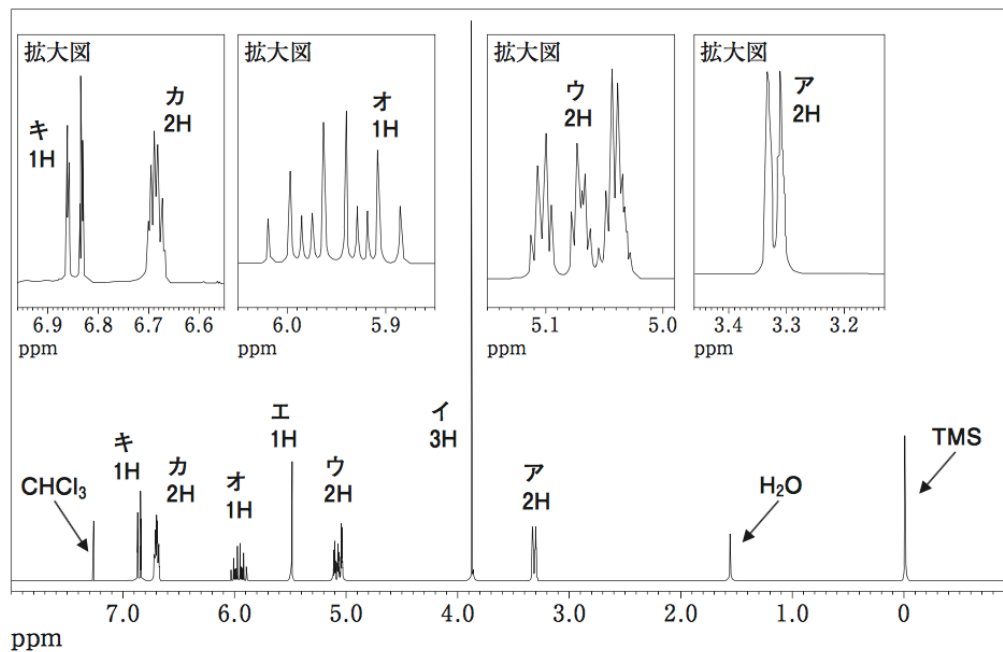 拡大図
キ
1H
カ
2H
6.9 6.8 6.7 6.6
ppm
拡大図
オ
1H
6.0 5.9
拡大図
ウ
2H
5.1 5.0
ppm
拡大図
ア
2H
3.4 3.3 3.2
ppm
CHCl3
キ
1H
カ
2H
オ
1H
エ
1H
ウ
2H
イ
3H
ア
2H
H2O
TMS
7.0 6.0 5.0 4.0 3.0 2.0 1.0 0
ppm